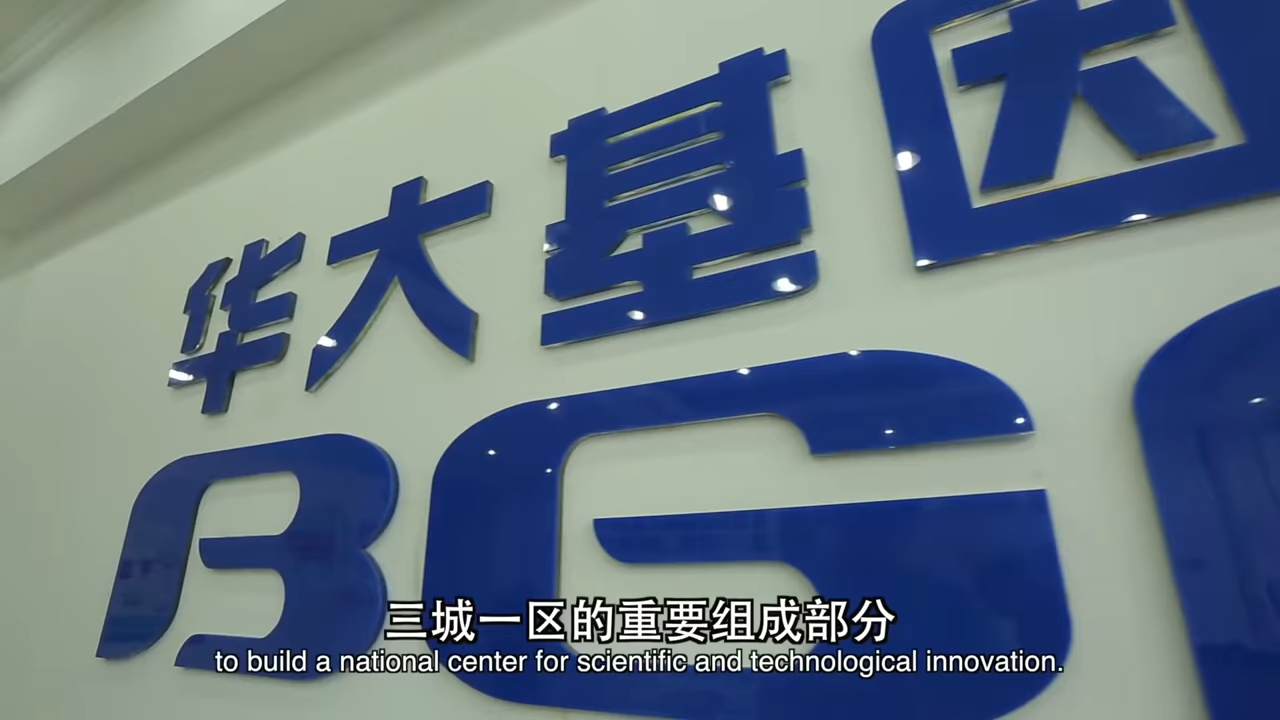 华大基因
BG
三城一区的重要组成部分
to build a national center for scientific and technological innovation.